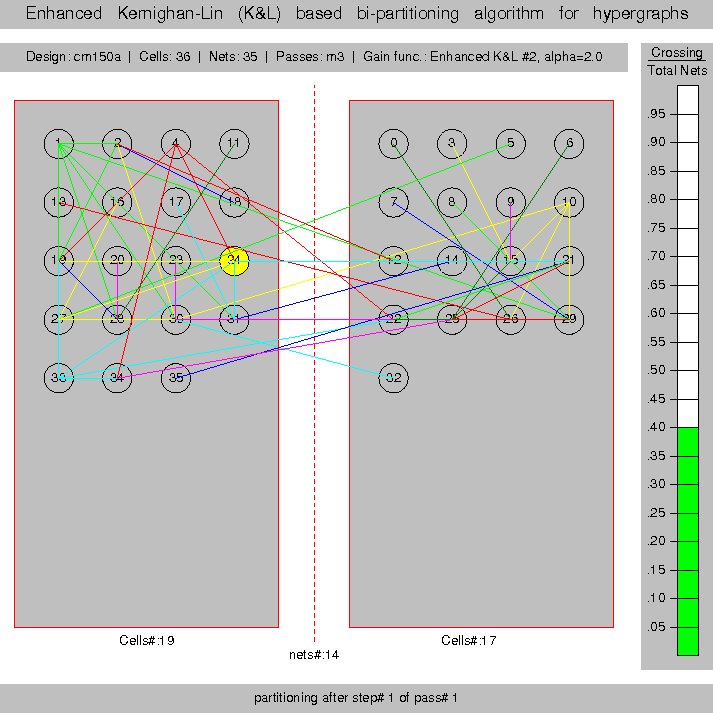 Enhanced Kernighan-Lin (K&L) based bi-partitioning algorithm for hypergraphs
Design: cm150a | Cells: 36 | Nets: 35 | Passes: m3 | Gain func.: Enhanced K&L #2, alpha=2.0
Crossing
Total Nets
.95
.90
.85
.80
.75
.70
.65
.60
.55
.50
.45
.40
.35
.30
.25
.20
.15
.10
.05
1 2 4 11 0 3 5 6
13 16 17 18 7 8 9 10
19 20 23 24 12 14 15 21
27 28 30 31 22 25 26 29
33 34 35 32
Cells#:19 Cells#:17
nets#:14
partitioning after step# 1 of pass# 1